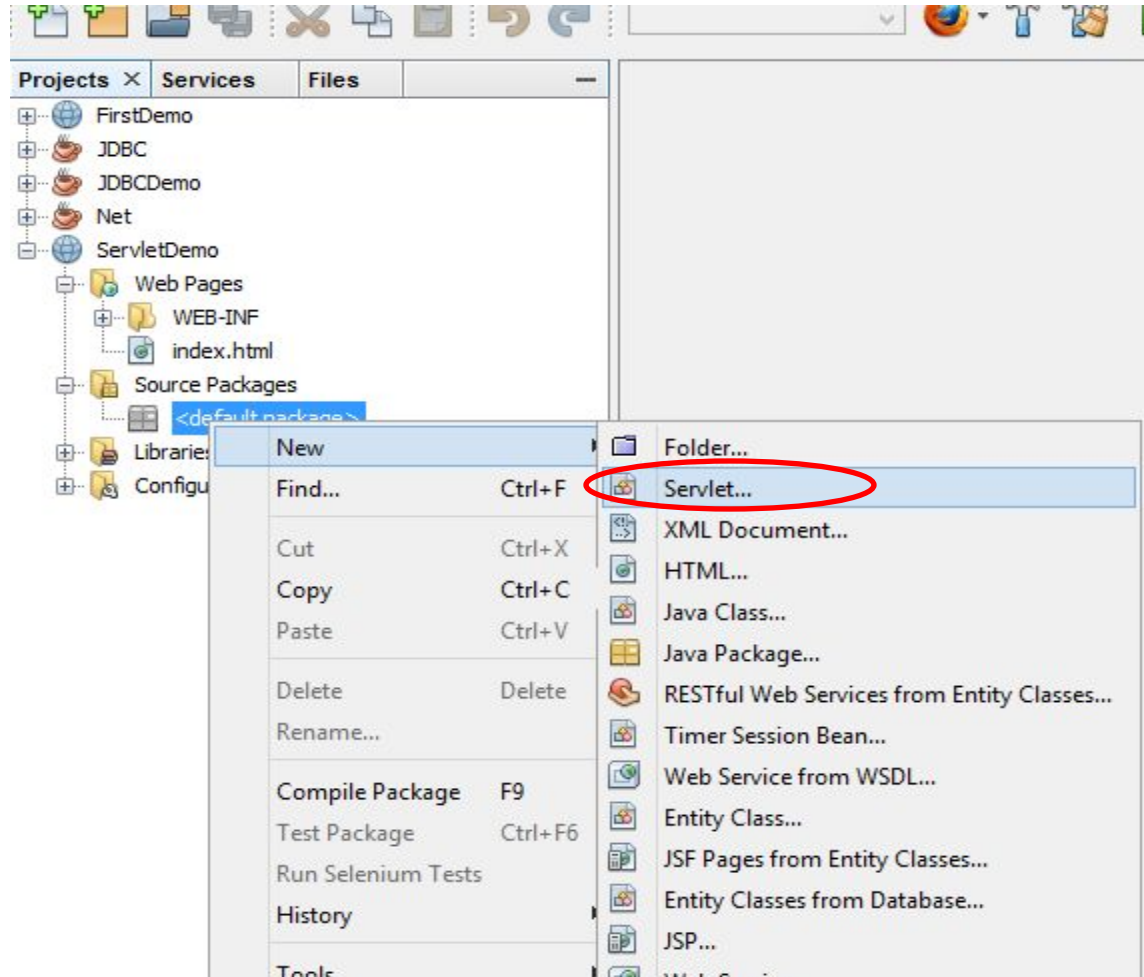 Projects Services Files
FirstDemo
JDBC
JDBCDemo
Net
ServletDemo
Web Pages
WEB-INF
index.html
Source Packages
<default package>
Libraries
Configu
New
Find... Ctrl+F
Cut Ctrl+X
Copy Ctrl+C
Paste Ctrl+V
Delete Delete
Rename...
Compile Package F9
Test Package Ctrl+F6
Run Selenium Tests
History
Tools
Folder...
Servlet...
XML Document...
HTML...
Java Class...
Java Package...
RESTful Web Services from Entity Classes...
Timer Session Bean...
Web Service from WSDL...
Entity Class...
JSF Pages from Entity Classes...
Entity Classes from Database...
JSP...